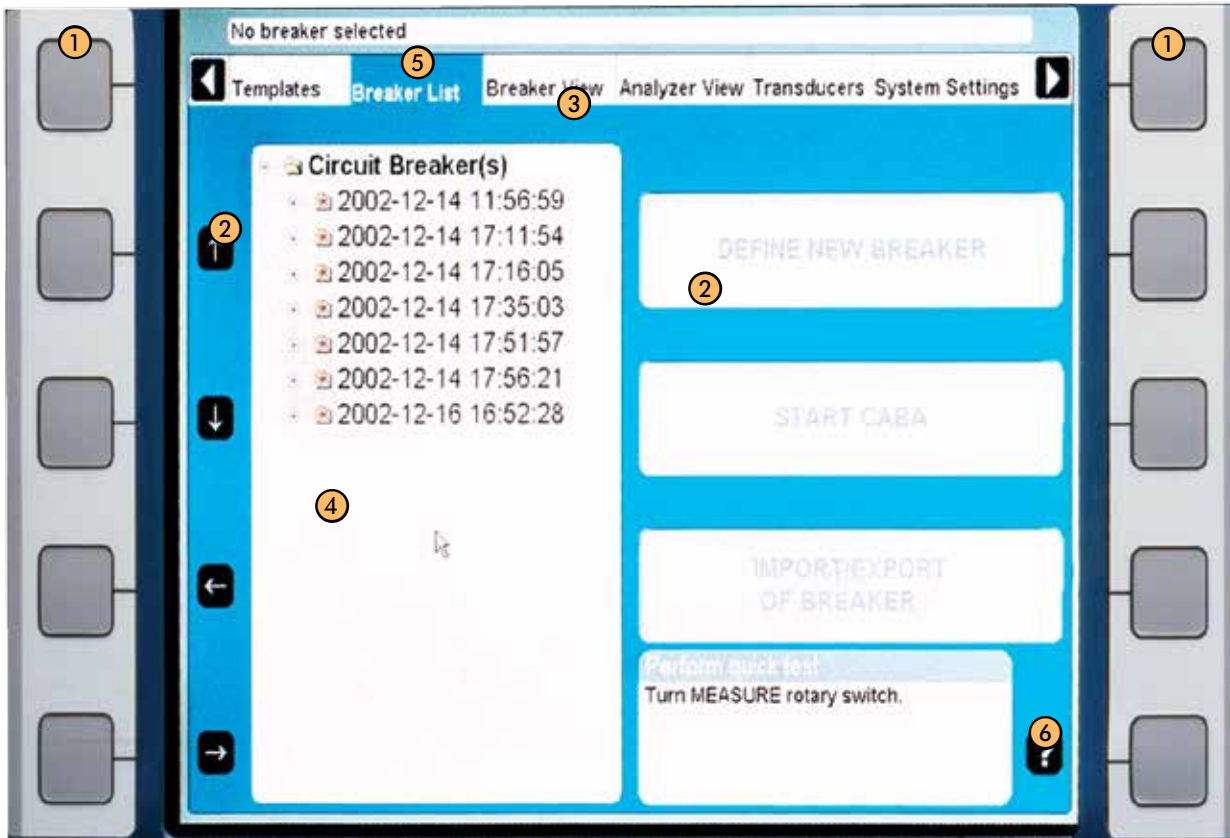 No breaker selected
Templates Breaker List Breaker View Analyzer View Transducers System Settings
Circuit Breaker(s)
2002-12-14 11:56:59
2002-12-14 17:11:54
2002-12-14 17:16:05
2002-12-14 17:35:03
2002-12-14 17:51:57
2002-12-14 17:56:21
2002-12-16 16:52:28
DEFINE NEW BREAKER
START CABA
IMPORT/EXPORT
OF BREAKER
Perform quick test
Turn MEASURE rotary switch.
1
1
2
2
3
4
5
6